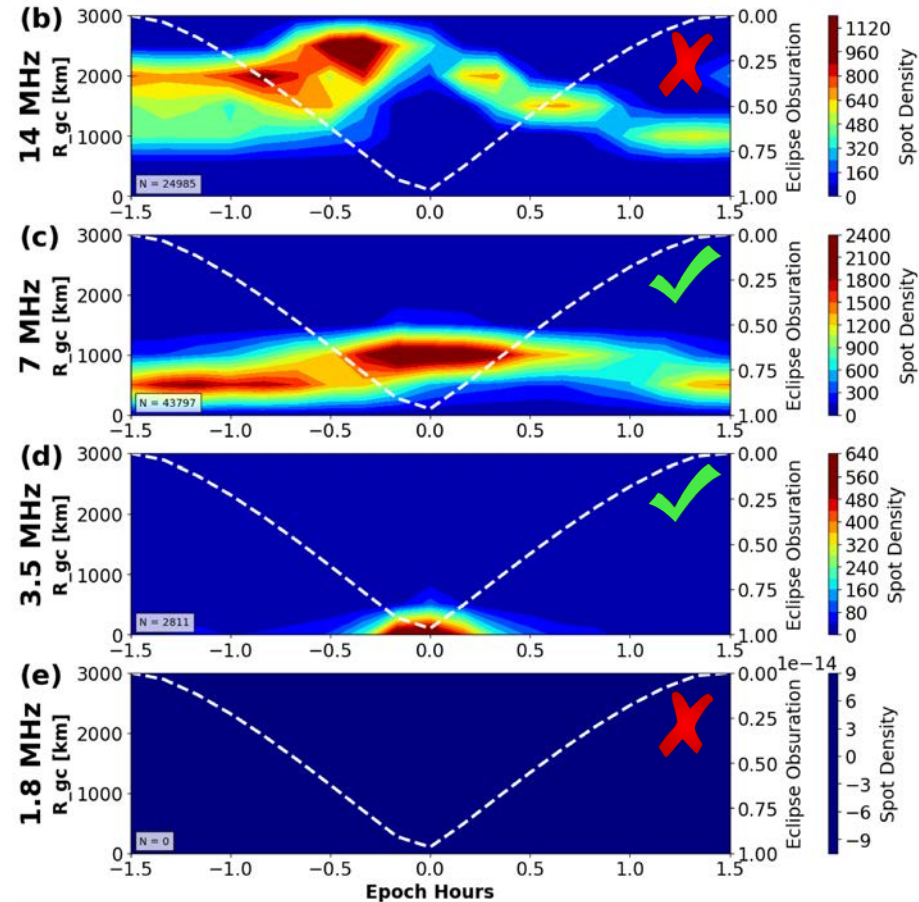 (b)
14 MHz
R_gc [km]
3000
2000
1000
0
N = 24985
−1.5 −1.0 −0.5 0.0 0.5 1.0 1.5
0.00
0.25
0.50
0.75
1.00
Eclipse Obsuration
1120
960
800
640
480
320
160
0
Spot Density
(c)
7 MHz
R_gc [km]
3000
2000
1000
0
N = 43797
−1.5 −1.0 −0.5 0.0 0.5 1.0 1.5
0.00
0.25
0.50
0.75
1.00
Eclipse Obsuration
2400
2100
1800
1500
1200
900
600
300
0
Spot Density
(d)
3.5 MHz
R_gc [km]
3000
2000
1000
0
N = 2811
−1.5 −1.0 −0.5 0.0 0.5 1.0 1.5
0.00
0.25
0.50
0.75
1.00
Eclipse Obsuration
640
560
480
400
320
240
160
80
0
Spot Density
(e)
1.8 MHz
R_gc [km]
3000
2000
1000
0
N = 0
−1.5 −1.0 −0.5 0.0 0.5 1.0 1.5
Epoch Hours
0.00
0.25
0.50
0.75
1.00
Eclipse Obsuration
1e−14
9
6
3
0
−3
−6
−9
Spot Density